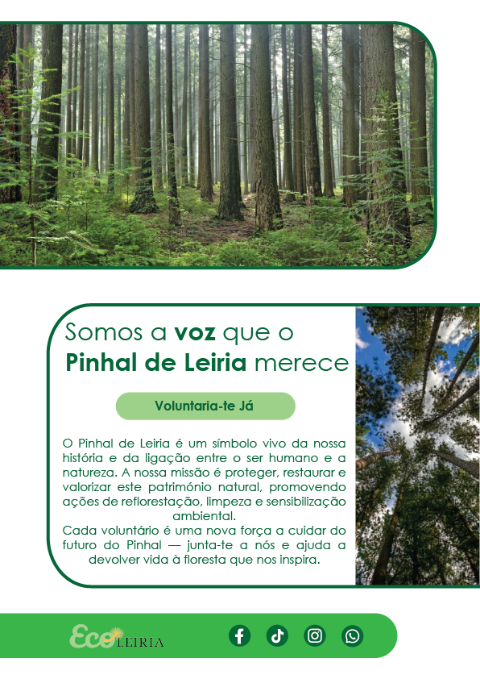 Somos a voz que o
Pinhal de Leiria merece
Voluntaria-te Já
O Pinhal de Leiria é um símbolo vivo da nossa
história e da ligação entre o ser humano e a
natureza. A nossa missão é proteger, restaurar e
valorizar este património natural, promovendo
ações de reflorestação, limpeza e sensibilização
ambiental.
Cada voluntário é uma nova força a cuidar do
futuro do Pinhal — junta-te a nós e ajuda a
devolver vida à floresta que nos inspira.
Eco LEIRIA